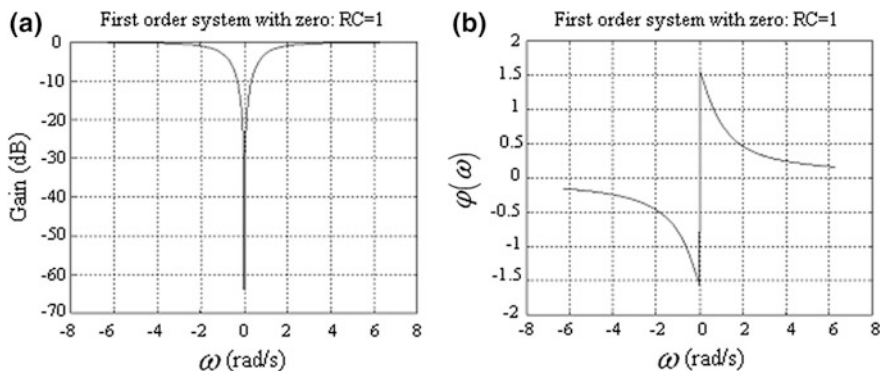 (a)
First order system with zero: RC=1
Gain (dB)
0
-10
-20
-30
-40
-50
-60
-70
-8 -6 -4 -2 0 2 4 6 8
ω (rad/s)
(b)
First order system with zero: RC=1
φ(ω)
2
1.5
1
0.5
0
-0.5
-1
-1.5
-2
-8 -6 -4 -2 0 2 4 6 8
ω (rad/s)